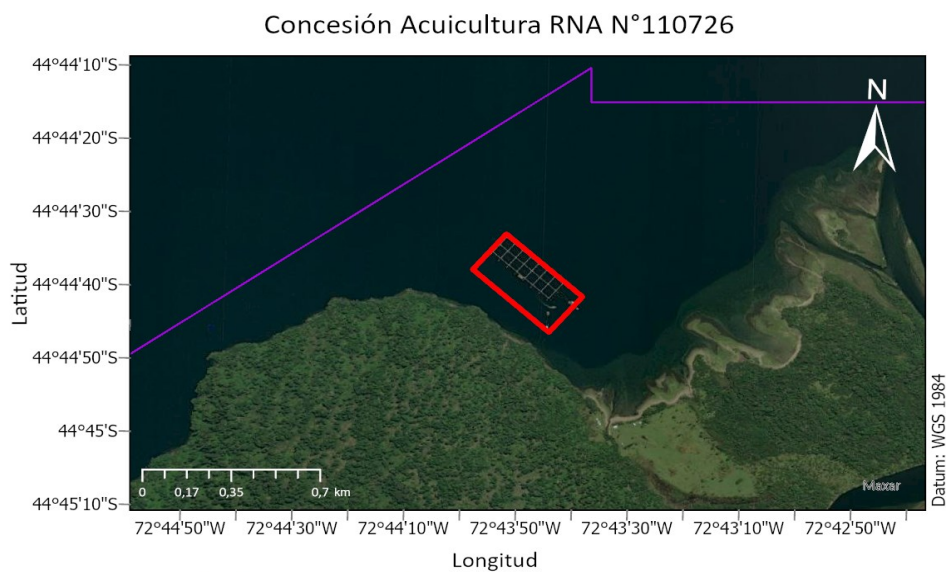 Concesión Acuicultura RNA N°110726
44°44'10"S
44°44'20"S
44°44'30"S
44°44'40"S
44°44'50"S
44°45"S
44°45'10"S
Latitud
N
0 0,17 0,35 0,7 km
Maxar
Datum: WGS 1984
72°44'50"W 72°44'30"W 72°44'10"W 72°43'50"W 72°43'30"W 72°43'10"W 72°42'50"W
Longitud